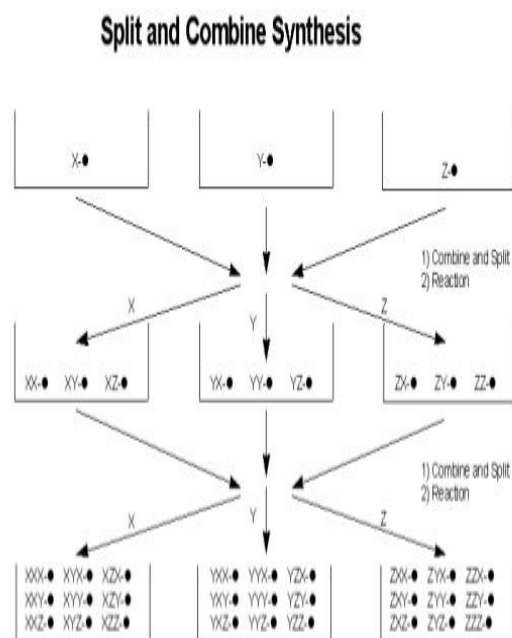 Split and Combine Synthesis
X-●
Y-●
Z-●
1) Combine and Split
2) Reaction
X
Y
Z
XX-● XY-● XZ-●
YX-● YY-● YZ-●
ZX-● ZY-● ZZ-●
1) Combine and Split
2) Reaction
X
Y
Z
XXX-● XYX-● XZX-●
XXY-● XYY-● XZY-●
XXZ-● XYZ-● XZZ-●
YXX-● YYX-● YZX-●
YXY-● YYY-● YZY-●
YXZ-● YYZ-● YZZ-●
ZXX-● ZYX-● ZZX-●
ZXY-● ZYY-● ZZY-●
ZXZ-● ZYZ-● ZZZ-●